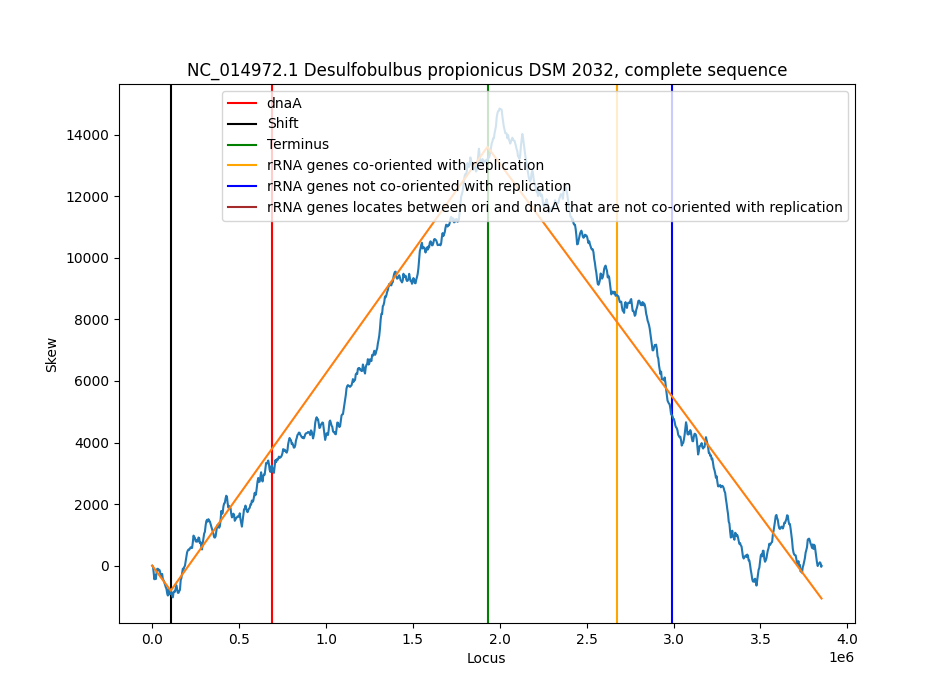 NC_014972.1 Desulfobulbus propionicus DSM 2032, complete sequence
dnaA
Shift
Terminus
rRNA genes co-oriented with replication
rRNA genes not co-oriented with replication
rRNA genes locates between ori and dnaA that are not co-oriented with replication
Skew
14000
12000
10000
8000
6000
4000
2000
0
0.0 0.5 1.0 1.5 2.0 2.5 3.0 3.5 4.0
Locus
1e6